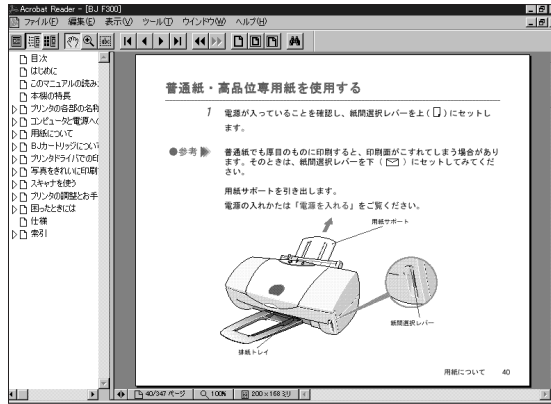 Acrobat Reader - [BJ F300]
ファイル(F) 編集(E) 表示(V) ツール(T) ウインドウ(W) ヘルプ(H)
目次
はじめに
このマニュアルの読み
本機の特長
プリンタの各部の名称
コンピュータと電源へ
用紙について
BJカートリッジについ
プリンタドライバでの
写真をきれいに印刷
スキャナを使う
プリンタの調整とお手
困ったときには
仕様
索引
普通紙・高品位専用紙を使用する
1 電源が入っていることを確認し、紙間選択レバーを上( )にセットし
ます。
●参考 普通紙でも厚目のものに印刷すると、印刷面がこすれてしまう場合があり
ます。そのときは、紙間選択レバーを下( )にセットしてみてくだ
さい。
用紙サポートを引き出します。
電源の入れかたは「電源を入れる」をご覧ください。
用紙サポート
紙間選択レバー
排紙トレイ
用紙について 40
40/347 ページ 100% 200 x 168 ミリ